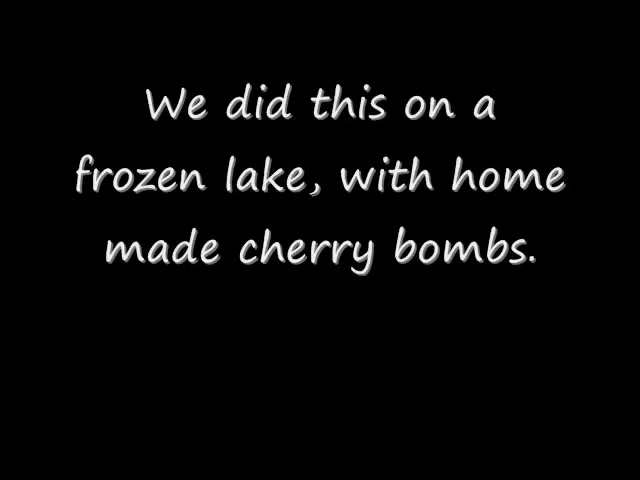 We did this on a
frozen lake, with home
made cherry bombs.